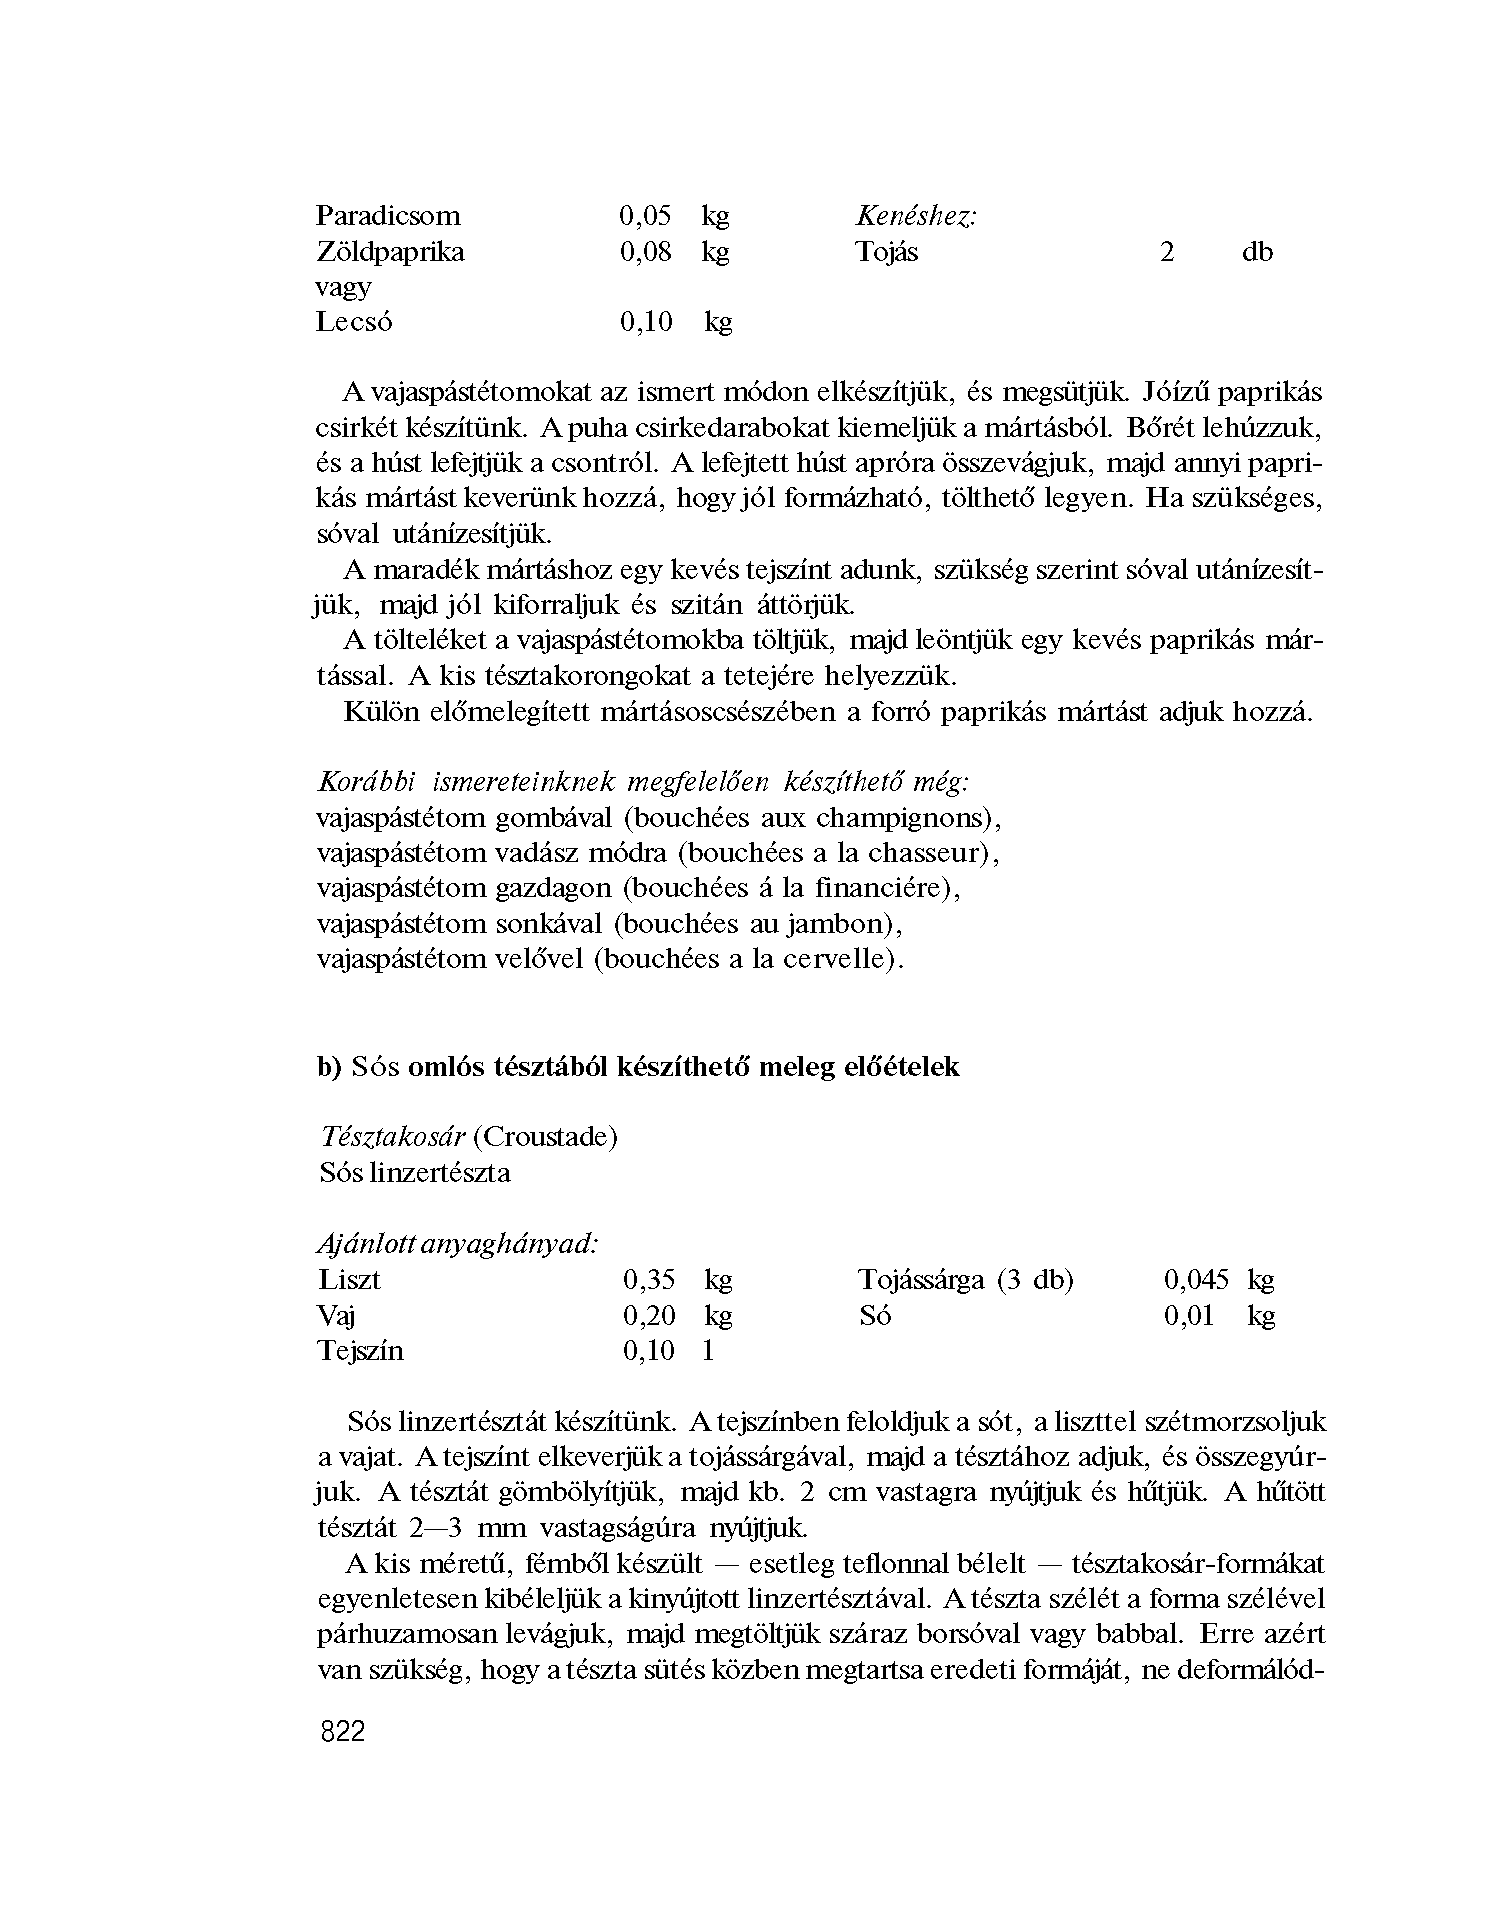 Paradicsom 0,05 kg Kenéshez:
Zöldpaprika 0,08 kg Tojás 2 db
vagy
Lecsó 0,10 kg
A vajaspástétomokat az ismert módon elkészítjük, és megsütjük. Jóízű paprikás
csirkét készítünk. A puha csirkedarabokat kiemeljük a mártásból. Bőrét lehúzzuk,
és a húst lefejtjük a csontról. A lefejtett húst apróra összevágjuk, majd annyi papri-
kás mártást keverünk hozzá, hogy jól formázható, tölthető legyen. Ha szükséges,
sóval utánízesítjük.
A maradék mártáshoz egy kevés tejszínt adunk, szükség szerint sóval utánízesít-
jük, majd jól kiforraljuk és szitán áttörjük.
A tölteléket a vajaspástétomokba töltjük, majd leöntjük egy kevés paprikás már-
tással. A kis tésztakorongokat a tetejére helyezzük.
Külön előmelegített mártásoscsészében a forró paprikás mártást adjuk hozzá.
Korábbi ismereteinknek megfelelően készíthető még:
vajaspástétom gombával (bouchées aux champignons),
vajaspástétom vadász módra (bouchées a la chasseur),
vajaspástétom gazdagon (bouchées á la financiére),
vajaspástétom sonkával (bouchées au jambon),
vajaspástétom velővel (bouchées a la cervelle).
b) Sós omlós tésztából készíthető meleg előételek
Tésztakosár (Croustade)
Sós linzertészta
Ajánlott anyaghányad:
Liszt 0,35 kg Tojássárga (3 db) 0,045 kg
Vaj 0,20 kg Só 0,01 kg
Tejszín 0,10 1
Sós linzertésztát készítünk. A tejszínben feloldjuk a sót, a liszttel szétmorzsoljuk
a vajat. A tejszínt elkeverjük a tojássárgával, majd a tésztához adjuk, és összegyúr-
juk. A tésztát gömbölyítjük, majd kb. 2 cm vastagra nyújtjuk és hűtjük. A hűtött
tésztát 2—3 mm vastagságúra nyújtjuk.
A kis méretű, fémből készült — esetleg teflonnal bélelt — tésztakosár-formákat
egyenletesen kibéleljük a kinyújtott linzertésztával. A tészta szélét a forma szélével
párhuzamosan levágjuk, majd megtöltjük száraz borsóval vagy babbal. Erre azért
van szükség, hogy a tészta sütés közben megtartsa eredeti formáját, ne deformálód-
822